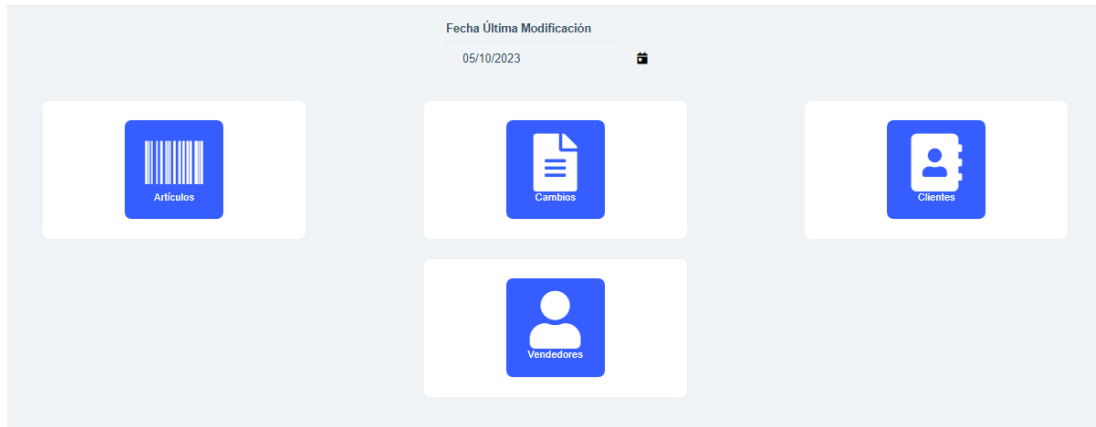 Fecha Última Modificación
05/10/2023
Artículos
Cambios
Clientes
Vendedores